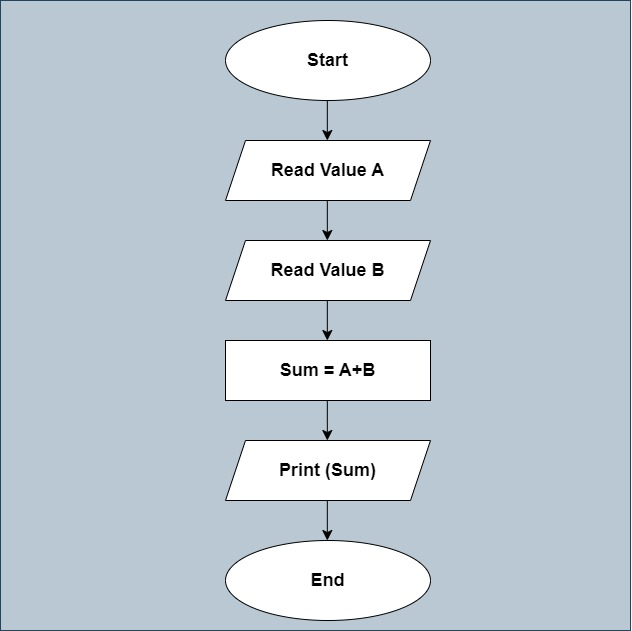 Start
Read Value A
Read Value B
Sum = A+B
Print (Sum)
End